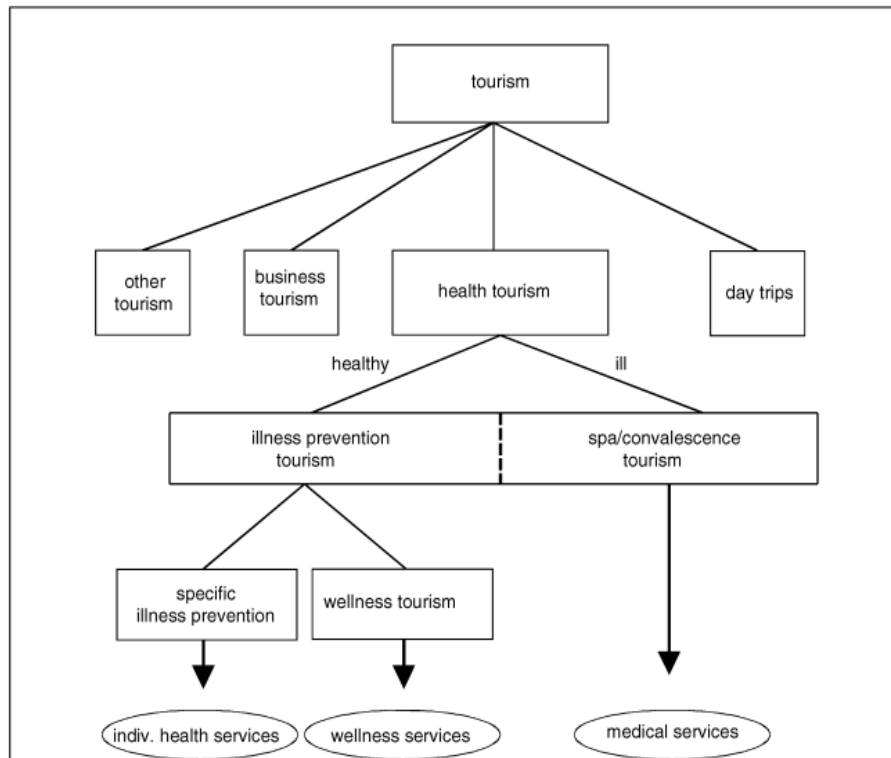 tourism
other
tourism
business
tourism
health tourism
day trips
healthy
ill
illness prevention
tourism
spa/convalescence
tourism
specific
illness prevention
wellness tourism
indiv. health services
wellness services
medical services